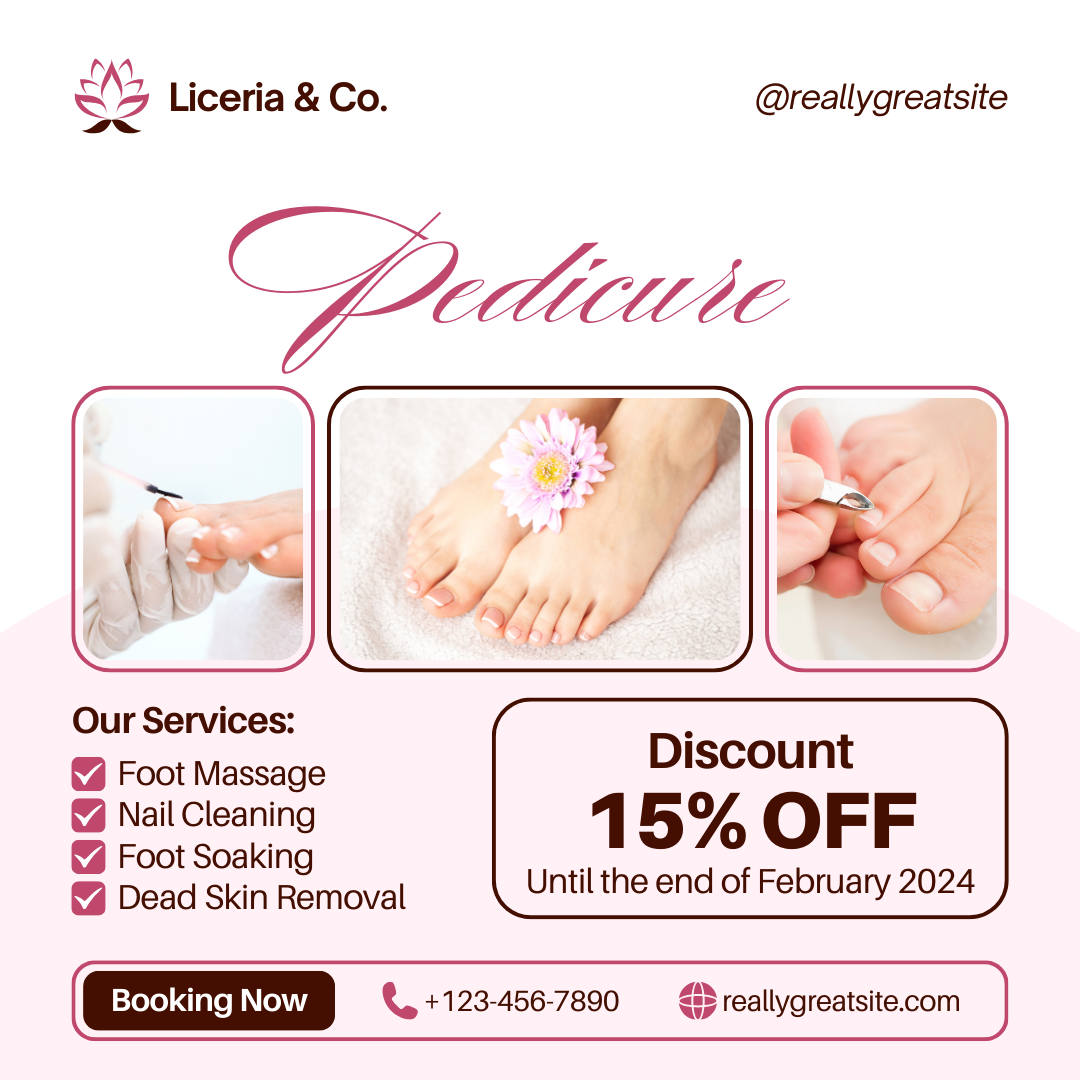 Liceria & Co.
@reallygreatsite
Pedicure
Our Services:
Foot Massage
Nail Cleaning
Foot Soaking
Dead Skin Removal
Discount
15% OFF
Until the end of February 2024
Booking Now
+123-456-7890
reallygreatsite.com